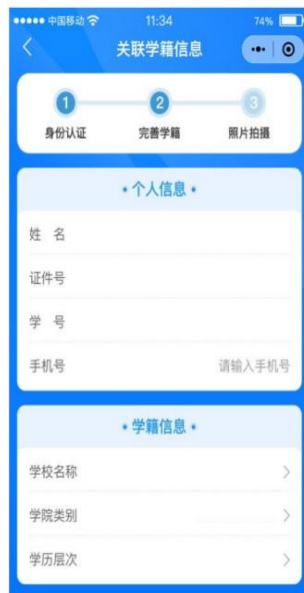 中国移动 11:34 74%
关联学籍信息
1 2 3
身份认证 完善学籍 照片拍摄
• 个人信息 •
姓 名
证件号
学 号
手机号 请输入手机号
• 学籍信息 •
学校名称
学院类别
学历层次